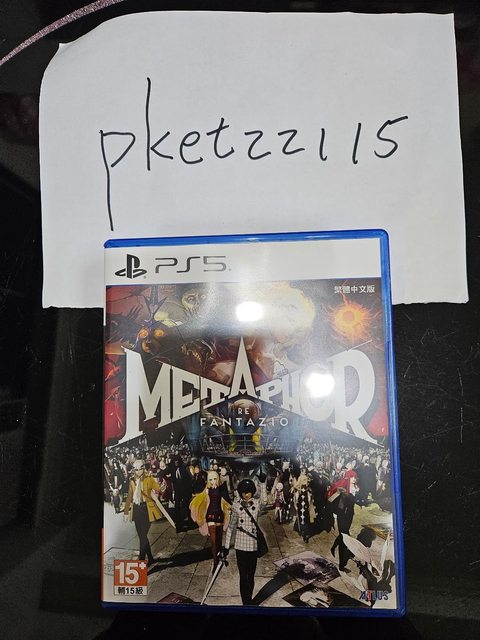 pketzz115
PS5
繁體中文版
METAPHOR
RE
FANTAZIO
15+
輔15級
ATLUS